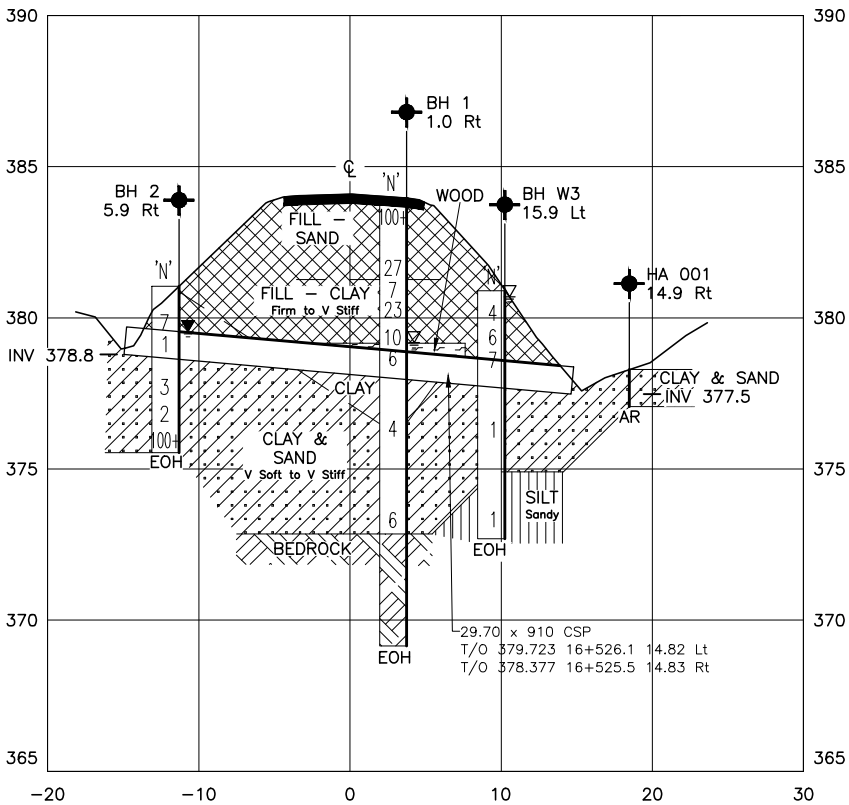 390
390
BH 1
1.0 Rt
385
385
℄
'N'
WOOD
BH 2
5.9 Rt
BH W3
15.9 Lt
100+
FILL –
SAND
'N'
27
'N'
HA 001
14.9 Rt
7
FILL – CLAY
Firm to V Stiff
23
4
380
380
7
10
6
1
6
7
INV 378.8
CLAY & SAND
INV 377.5
3
CLAY
AR
2
4
1
100+
CLAY &
SAND
V Soft to V Stiff
EOH
375
375
SILT
Sandy
6
1
BEDROCK
EOH
370
370
29.70 x 910 CSP
T/O 379.723 16+526.1 14.82 Lt
T/O 378.377 16+525.5 14.83 Rt
EOH
365
365
–20
–10
0
10
20
30